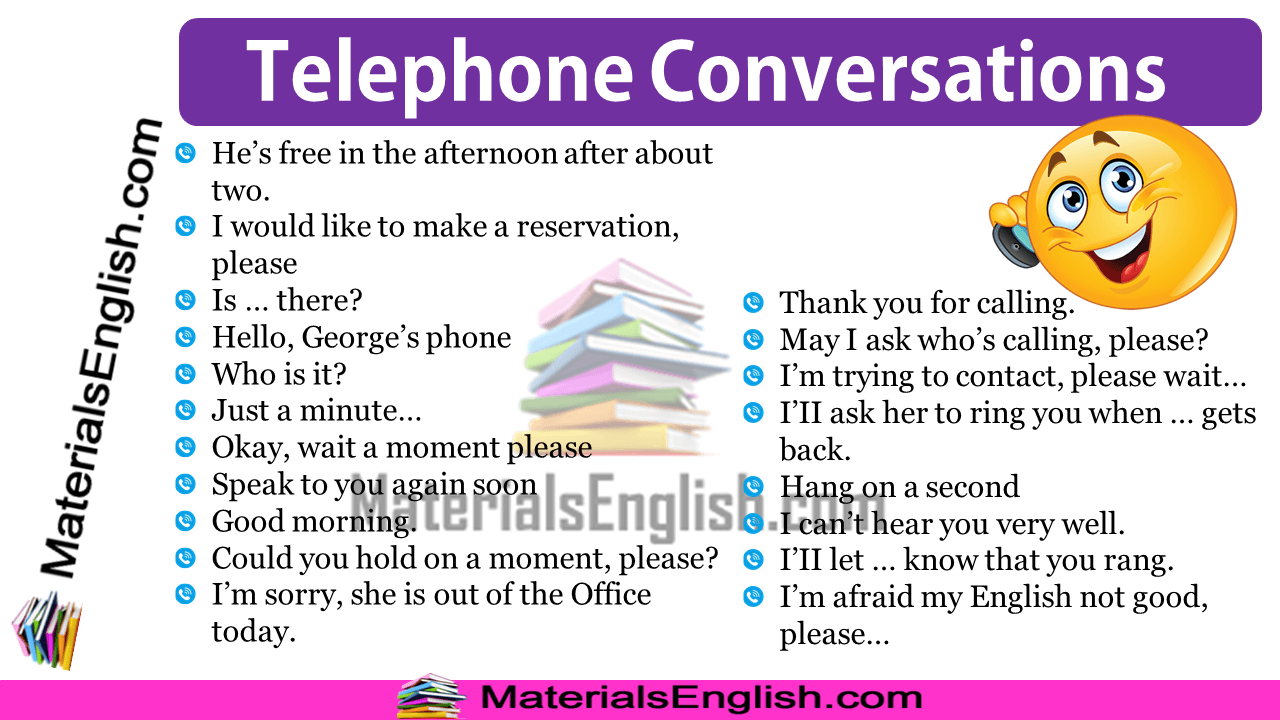 Telephone Conversations
MaterialsEnglish.com
He's free in the afternoon after about
two.
I would like to make a reservation,
please
Is ... there?
Hello, George's phone
Who is it?
Just a minute...
Okay, wait a moment please
Speak to you again soon
Good morning.
Could you hold on a moment, please?
I'm sorry, she is out of the Office
today.
Thank you for calling.
May I ask who's calling, please?
I'm trying to contact, please wait...
I'II ask her to ring you when ... gets
back.
Hang on a second
I can't hear you very well.
I'II let ... know that you rang.
I'm afraid my English not good,
please...
MaterialsEnglish.com
MaterialsEnglish.com